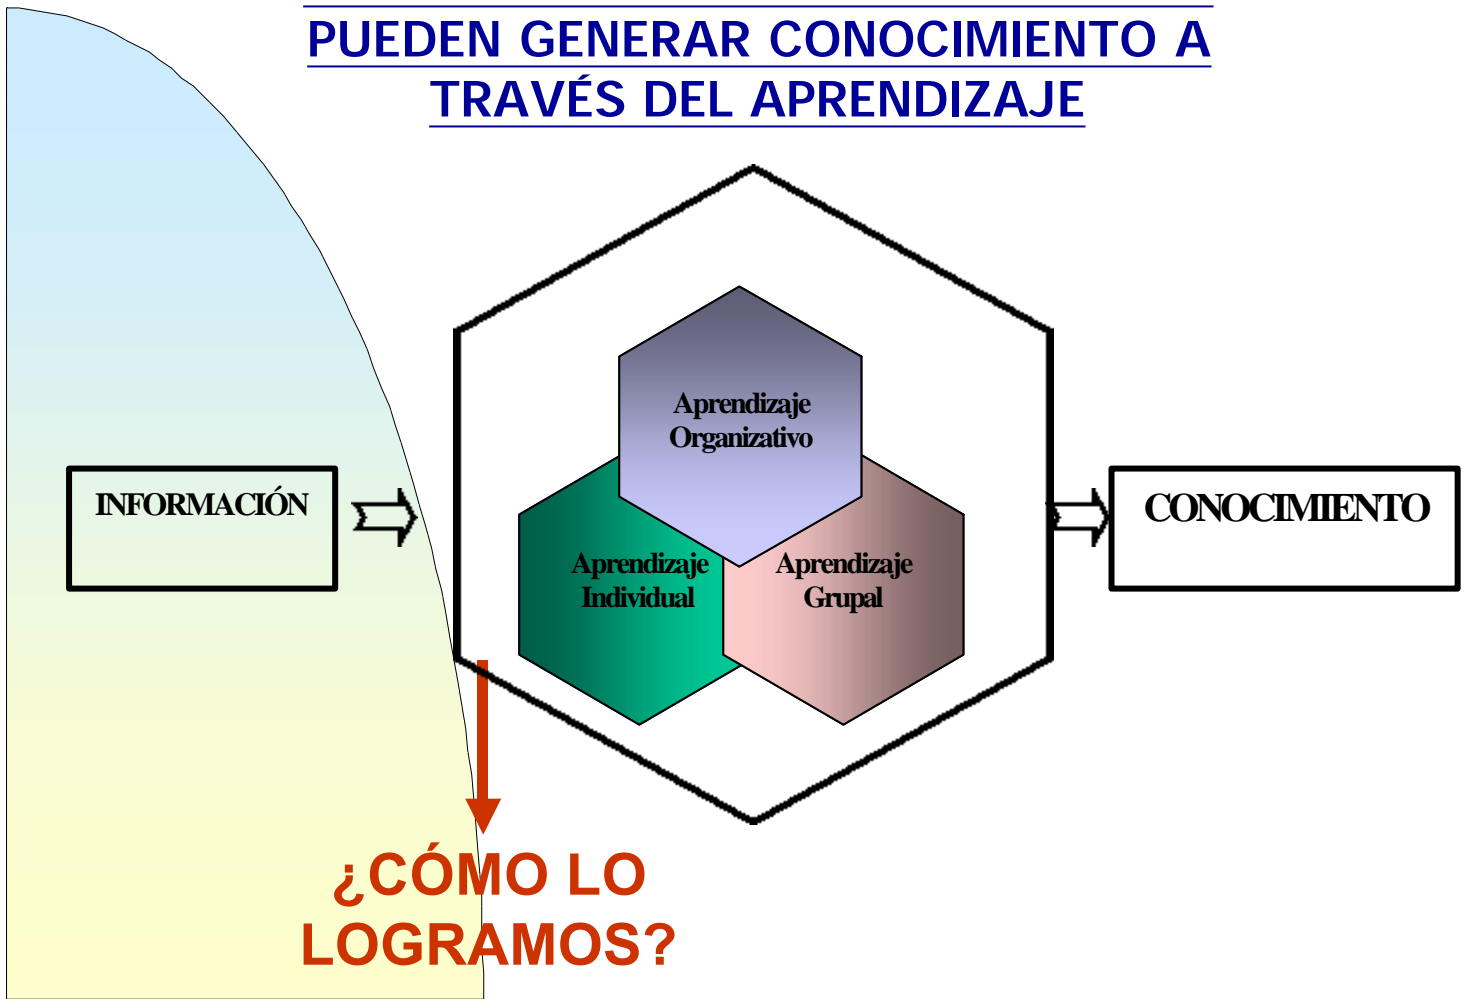 PUEDEN GENERAR CONOCIMIENTO A
TRAVÉS DEL APRENDIZAJE
Aprendizaje
Organizativo
INFORMACIÓN
CONOCIMIENTO
Aprendizaje
Individual
Aprendizaje
Grupal
¿CÓMO LO
LOGRAMOS?